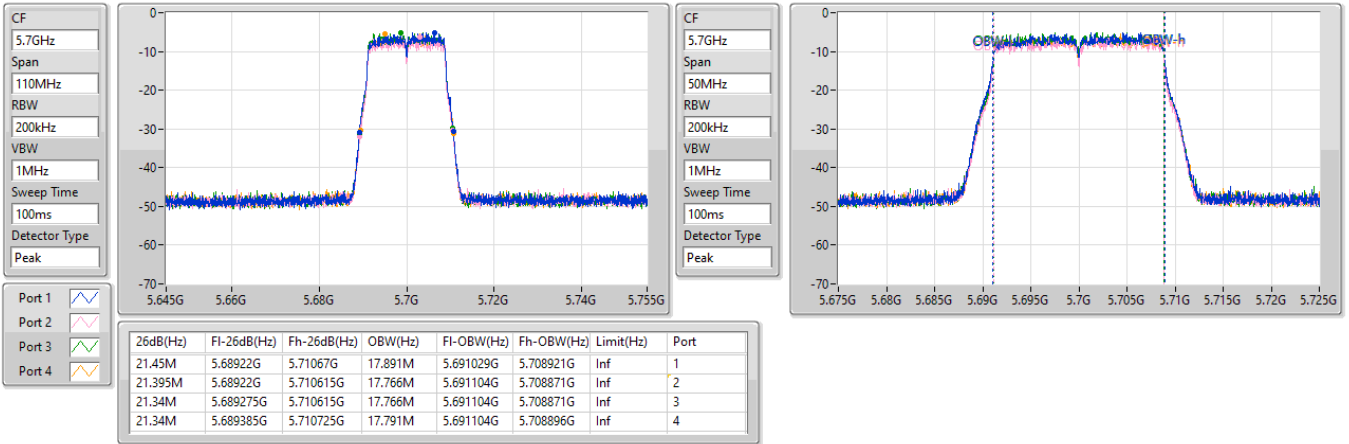 CF
5.7GHz
Span
110MHz
RBW
200kHz
VBW
1MHz
Sweep Time
100ms
Detector Type
Peak
0
-10
-20
-30
-40
-50
-60
-70
5.645G 5.66G 5.68G 5.7G 5.72G 5.74G 5.755G
CF
5.7GHz
Span
50MHz
RBW
200kHz
VBW
1MHz
Sweep Time
100ms
Detector Type
Peak
0
-10
-20
-30
-40
-50
-60
-70
OBW-h
5.675G 5.68G 5.685G 5.69G 5.695G 5.7G 5.705G 5.71G 5.715G 5.72G 5.725G
Port 1
Port 2
Port 3
Port 4
26dB(Hz) Fl-26dB(Hz) Fh-26dB(Hz) OBW(Hz) Fl-OBW(Hz) Fh-OBW(Hz) Limit(Hz) Port
21.45M 5.68922G 5.71067G 17.891M 5.691029G 5.708921G Inf 1
21.395M 5.68922G 5.710615G 17.766M 5.691104G 5.708871G Inf 2
21.34M 5.689275G 5.710615G 17.766M 5.691104G 5.708871G Inf 3
21.34M 5.689385G 5.710725G 17.791M 5.691104G 5.708896G Inf 4